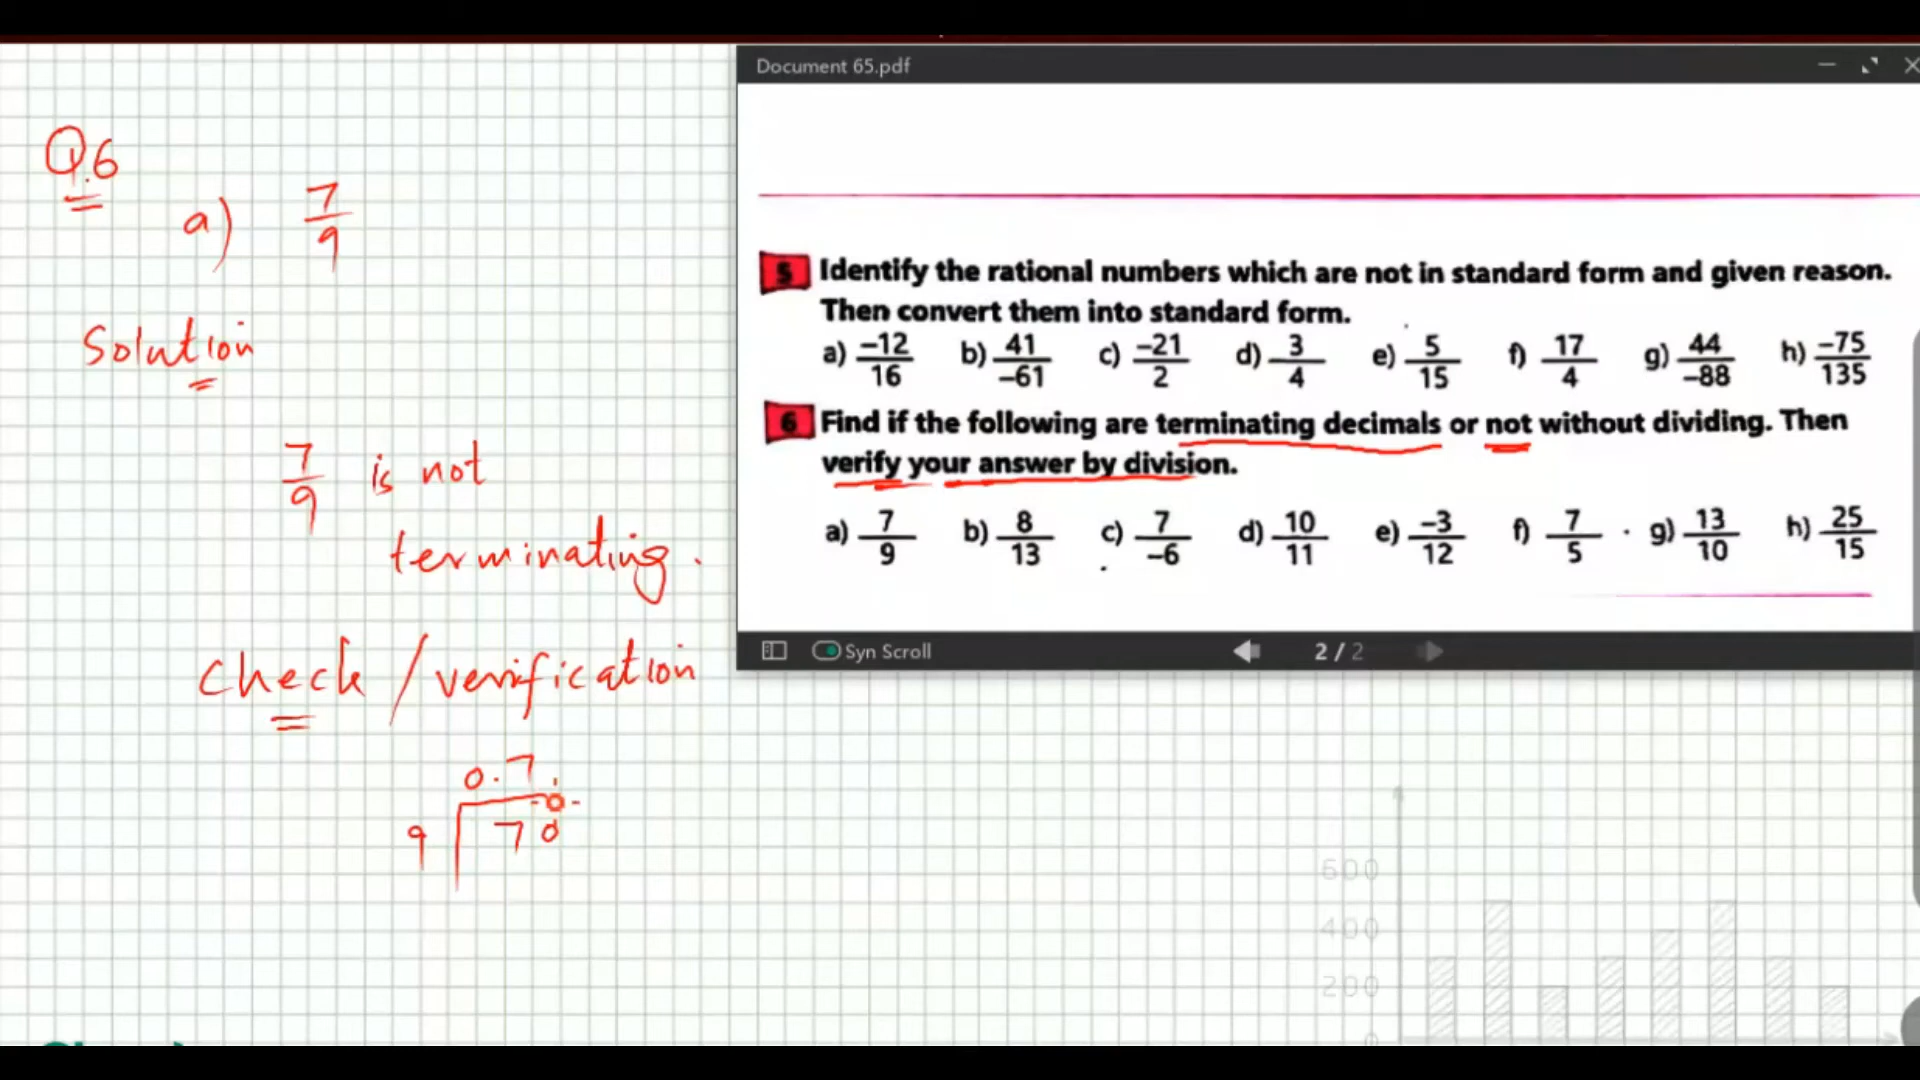 Document 65.pdf
Q.6
a) 7/9
Solution
7/9 is not
terminating.
Check / verification
0.7
9 70
5 Identify the rational numbers which are not in standard form and given reason.
Then convert them into standard form.
a) -12/16 b) 41/-61 c) -21/2 d) 3/4 e) 5/15 f) 17/4 g) 44/-88 h) -75/135
6 Find if the following are terminating decimals or not without dividing. Then
verify your answer by division.
a) 7/9 b) 8/13 c) 7/-6 d) 10/11 e) -3/12 f) 7/5 g) 13/10 h) 25/15
Syn Scroll 2 / 2
600
400
200
0